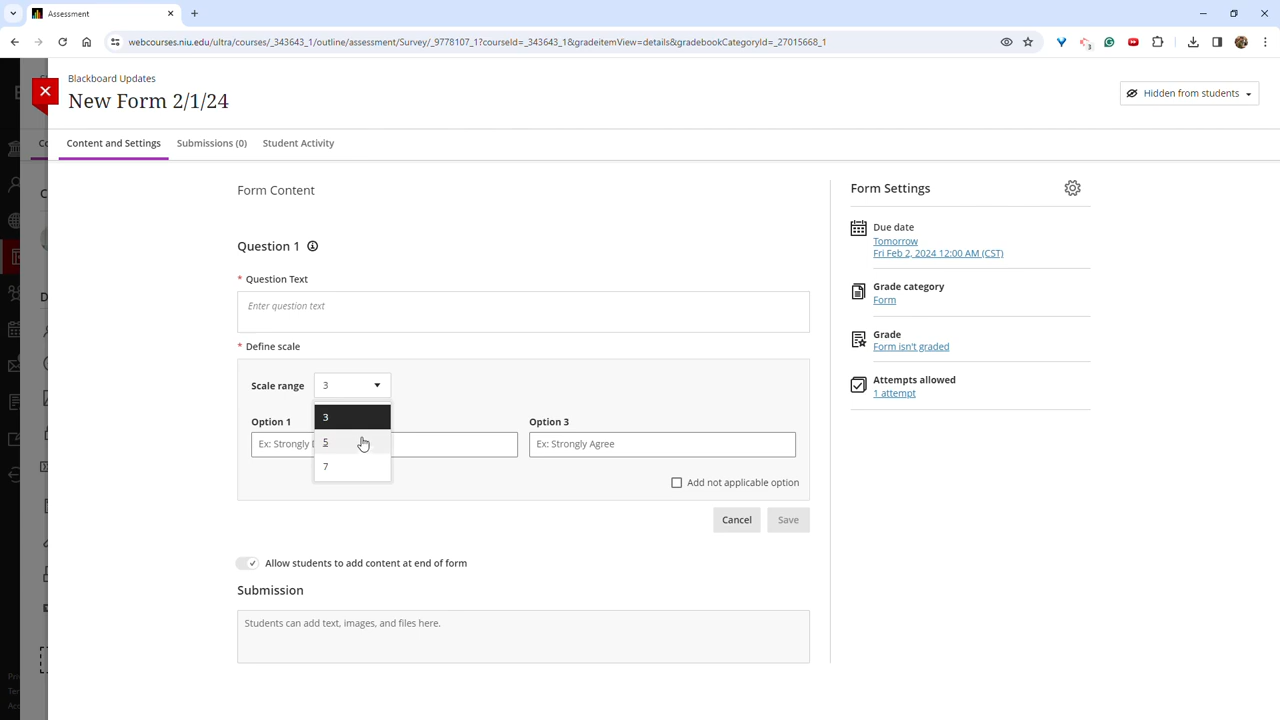 Assessment
webcourses.niu.edu/ultra/courses/_343643_1/outline/assessment/Survey/_9778107_1?courseId=_343643_1&gradeitemView=details&gradebookCategoryId=_27015668_1
Blackboard Updates
New Form 2/1/24
Hidden from students
Content and Settings
Submissions (0)
Student Activity
Form Content
Question 1
* Question Text
Enter question text
* Define scale
Scale range
3
3
5
7
Option 1
Option 3
Ex: Strongly
Ex: Strongly Agree
Add not applicable option
Cancel
Save
Allow students to add content at end of form
Submission
Students can add text, images, and files here.
Form Settings
Due date
Tomorrow
Fri Feb 2, 2024 12:00 AM (CST)
Grade category
Form
Grade
Form isn't graded
Attempts allowed
1 attempt